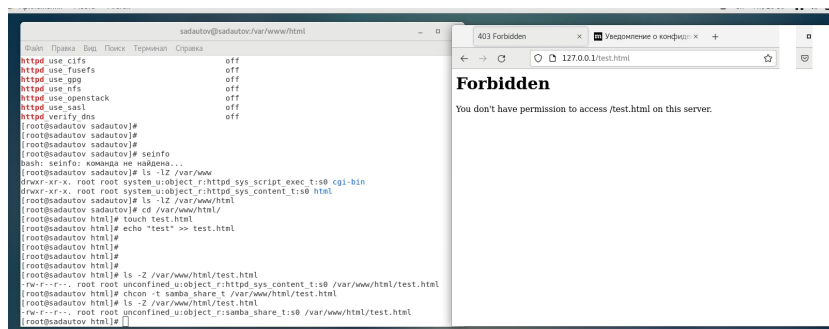 sadautov@sadautov:/var/www/html
Файл Правка Вид Поиск Терминал Справка
httpd_use_cifs off
httpd_use_fusefs off
httpd_use_gpg off
httpd_use_nfs off
httpd_use_openstack off
httpd_use_sasl off
httpd_verify_dns off
[root@sadautov sadautov]#
[root@sadautov sadautov]#
[root@sadautov sadautov]#
[root@sadautov sadautov]# seinfo
bash: seinfo: команда не найдена...
[root@sadautov sadautov]# ls -lZ /var/www
drwxr-xr-x. root root system_u:object_r:httpd_sys_script_exec_t:s0 cgi-bin
drwxr-xr-x. root root system_u:object_r:httpd_sys_content_t:s0 html
[root@sadautov sadautov]# ls -lZ /var/www/html
[root@sadautov sadautov]# cd /var/www/html/
[root@sadautov html]# touch test.html
[root@sadautov html]# echo "test" >> test.html
[root@sadautov html]#
[root@sadautov html]#
[root@sadautov html]#
[root@sadautov html]#
[root@sadautov html]# ls -Z /var/www/html/test.html
-rw-r--r--. root root unconfined_u:object_r:httpd_sys_content_t:s0 /var/www/html/test.html
[root@sadautov html]# chcon -t samba_share_t /var/www/html/test.html
[root@sadautov html]# ls -Z /var/www/html/test.html
-rw-r--r--. root root unconfined_u:object_r:samba_share_t:s0 /var/www/html/test.html
[root@sadautov html]#
403 Forbidden
Уведомление о конфиде
127.0.0.1/test.html
Forbidden
You don't have permission to access /test.html on this server.